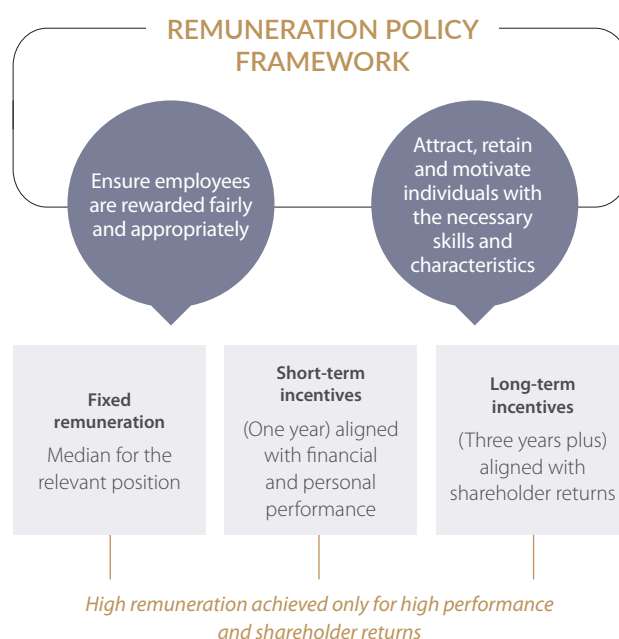 REMUNERATION POLICY
FRAMEWORK
Ensure employees
are rewarded fairly
and appropriately
Attract, retain
and motivate
individuals with
the necessary
skills and
characteristics
Fixed
remuneration
Median for the
relevant position
Short-term
incentives
(One year) aligned
with financial
and personal
performance
Long-term
incentives
(Three years plus)
aligned with
shareholder returns
High remuneration achieved only for high performance
and shareholder returns